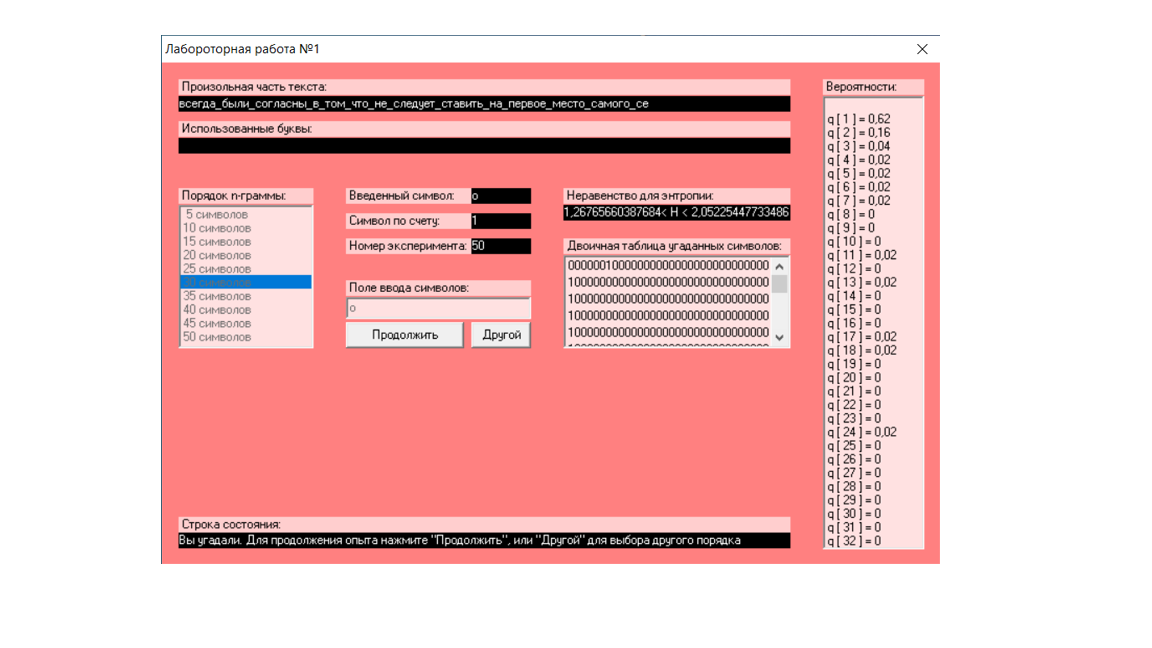 Лабороторная работа №1
Произольная часть текста:
всегда_были_согласны_в_том_что_не_следует_ставить_на_первое_место_самого_се
Использованные буквы:
Порядок n-граммы:
5 символов
10 символов
15 символов
20 символов
25 символов
30 символов
35 символов
40 символов
45 символов
50 символов
Введенный символ: о
Символ по счету: 1
Номер эксперимента: 50
Поле ввода символов:
о
Продолжить Другой
Неравенство для энтропии:
1,26765660387684< H < 2,05225447733486
Двоичная таблица угаданных символов:
00000010000000000000000000000000
10000000000000000000000000000000
10000000000000000000000000000000
10000000000000000000000000000000
10000000000000000000000000000000
Строка состояния:
Вы угадали. Для продолжения опыта нажмите "Продолжить", или "Другой" для выбора другого порядка
Вероятности:
q [ 1 ] = 0,62
q [ 2 ] = 0,16
q [ 3 ] = 0,04
q [ 4 ] = 0,02
q [ 5 ] = 0,02
q [ 6 ] = 0,02
q [ 7 ] = 0,02
q [ 8 ] = 0
q [ 9 ] = 0
q [ 10 ] = 0
q [ 11 ] = 0,02
q [ 12 ] = 0
q [ 13 ] = 0,02
q [ 14 ] = 0
q [ 15 ] = 0
q [ 16 ] = 0
q [ 17 ] = 0,02
q [ 18 ] = 0,02
q [ 19 ] = 0
q [ 20 ] = 0
q [ 21 ] = 0
q [ 22 ] = 0
q [ 23 ] = 0
q [ 24 ] = 0,02
q [ 25 ] = 0
q [ 26 ] = 0
q [ 27 ] = 0
q [ 28 ] = 0
q [ 29 ] = 0
q [ 30 ] = 0
q [ 31 ] = 0
q [ 32 ] = 0